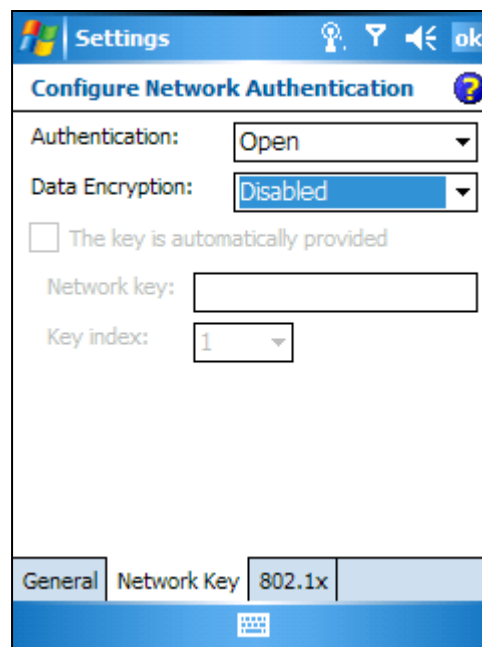 Settings ok
Configure Network Authentication ?
Authentication: Open
Data Encryption: Disabled
The key is automatically provided
Network key:
Key index: 1
General Network Key 802.1x